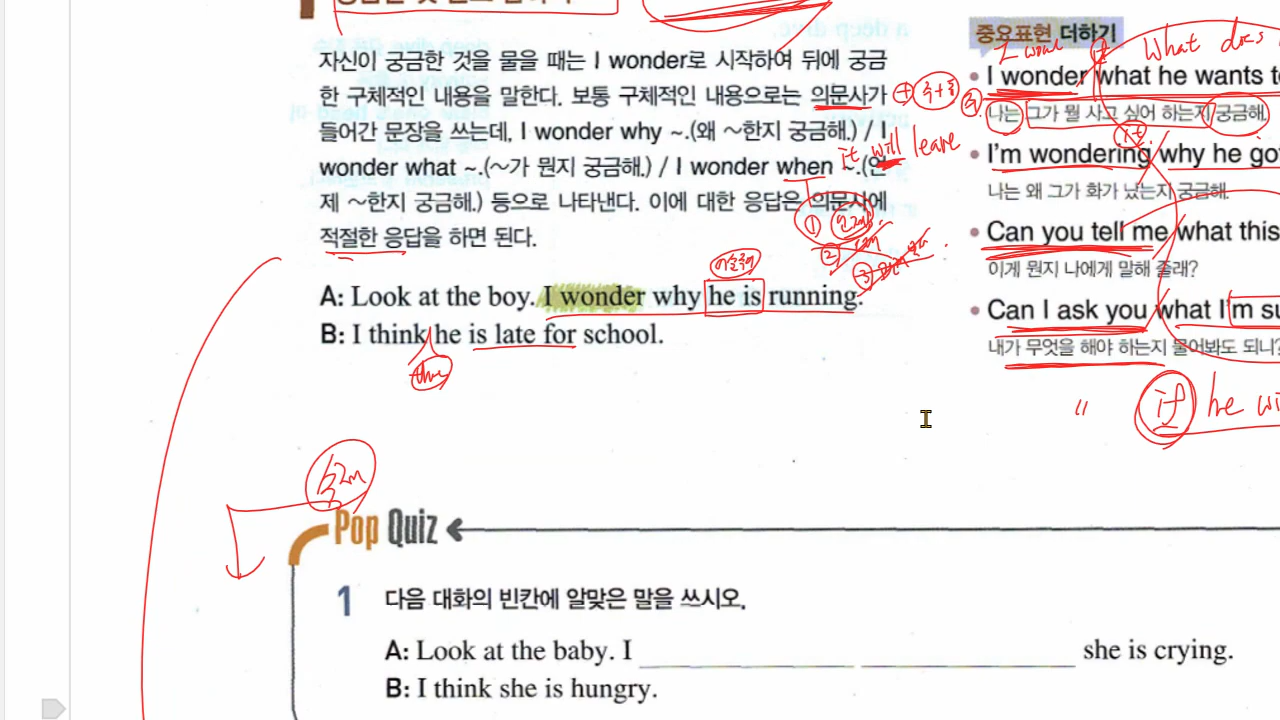 자신이 궁금한 것을 물을 때는 I wonder로 시작하여 뒤에 궁금
한 구체적인 내용을 말한다. 보통 구체적인 내용으로는 의문사가
들어간 문장을 쓰는데, I wonder why ~.(왜 ~한지 궁금해.) / I
it will leave
wonder what ~.(~가 뭔지 궁금해.) / I wonder when ~.(언
제 ~한지 궁금해.) 등으로 나타낸다. 이에 대한 응답은 의문사에
적절한 응답을 하면 된다.
A: Look at the boy. I wonder why he is running.
B: I think he is late for school.
that
중요표현 더하기
What does
I wonder what he wants to
나는 그가 뭘 사고 싶어 하는지 궁금해.
I'm wondering why he got
나는 왜 그가 화가 났는지 궁금해.
Can you tell me what this
이게 뭔지 나에게 말해 줄래?
Can I ask you what I'm su
내가 무엇을 해야 하는지 물어봐도 되니?
" if he wi
Pop Quiz
1 다음 대화의 빈칸에 알맞은 말을 쓰시오.
A: Look at the baby. I ______ ______ she is crying.
B: I think she is hungry.